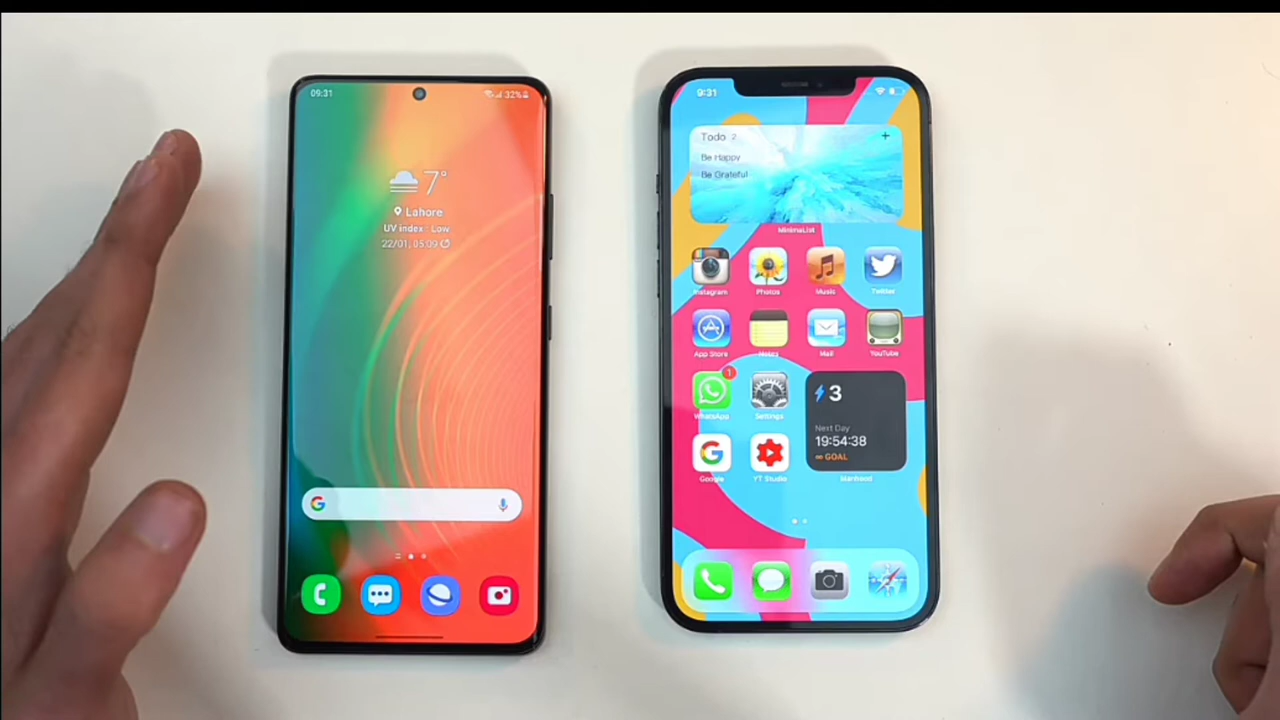 09:31
32%
7°
Lahore
UV index : Low
22/01, 05:09
9:31
Todo 2
+
Be Happy
Be Grateful
MinimaList
Instagram
Photos
Music
Twitter
App Store
Notes
Mail
YouTube
1
WhatsApp
Settings
3
Next Day
19:54:38
GOAL
Google
YT Studio
Manhood